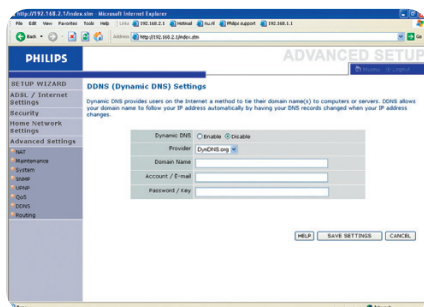 http://192.168.2.1/index.stm - Microsoft Internet Explorer
File Edit View Favorites Tools Help
Back
Address http://192.168.2.1/index.stm
Go
PHILIPS
ADVANCED SETUP
SETUP WIZARD
ADSL / Internet Settings
Security
Home Network Settings
Advanced Settings
NAT
Maintenance
System
SNMP
UPNP
QoS
DDNS
Routing
DDNS (Dynamic DNS) Settings
Dynamic DNS provides users on the Internet a method to tie their domain name(s) to computers or servers. DDNS allows
your domain name to follow your IP address automatically by having your DNS records changed when your IP address
changes.
Dynamic DNS Enable Disable
Provider DynDNS.org
Domain Name
Account / E-mail
Password / Key
HELP SAVE SETTINGS CANCEL